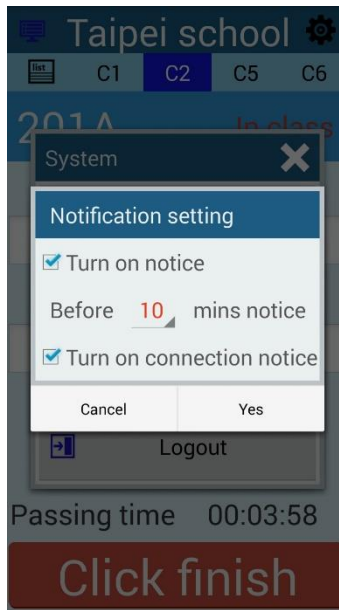 Taipei school
list C1 C2 C5 C6
201A In class
System
Notification setting
Turn on notice
Before 10 mins notice
Turn on connection notice
Cancel Yes
Logout
Passing time 00:03:58
Click finish